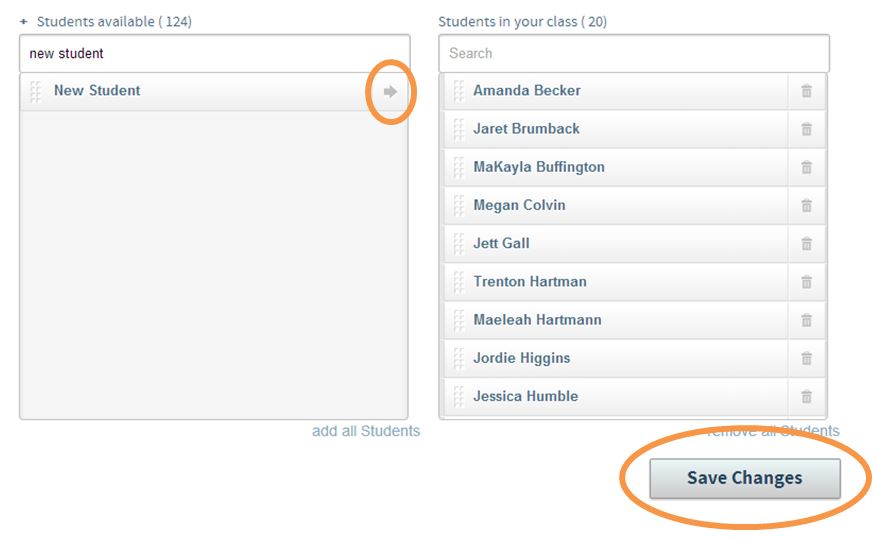 + Students available ( 124)
new student
New Student
add all Students
Students in your class ( 20)
Search
Amanda Becker
Jaret Brumback
MaKayla Buffington
Megan Colvin
Jett Gall
Trenton Hartman
Maeleah Hartmann
Jordie Higgins
Jessica Humble
remove all Students
Save Changes